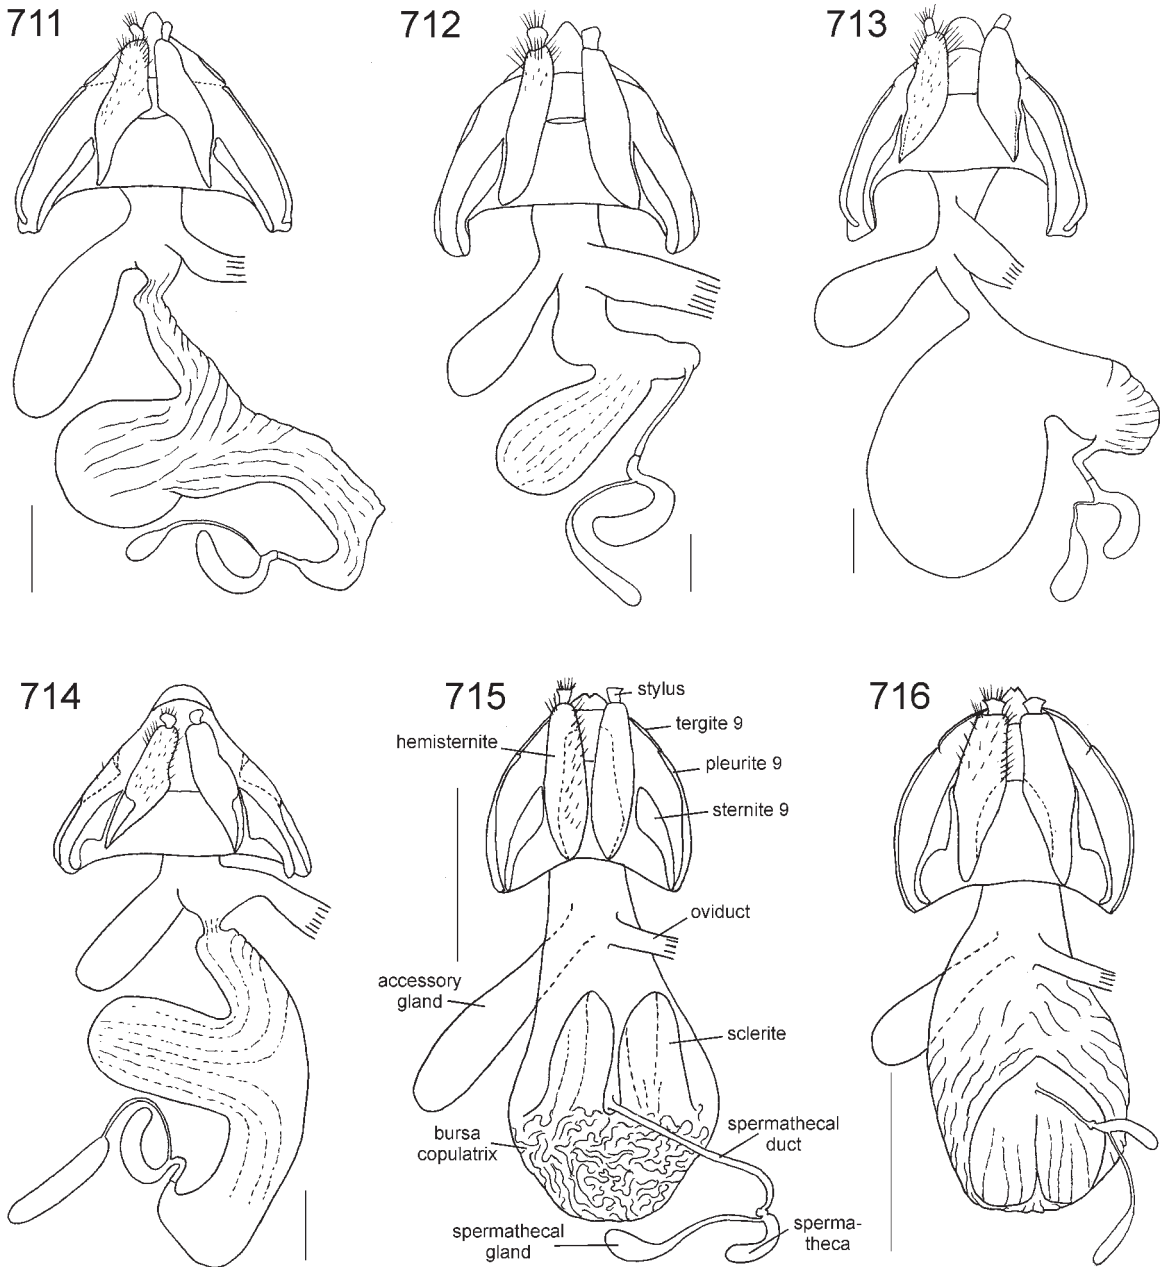 711
712
713
714
715
716
stylus
tergite 9
hemisternite
pleurite 9
sternite 9
oviduct
accessory
gland
sclerite
bursa
copulatrix
spermathecal
duct
spermathecal
gland
sperma-
theca